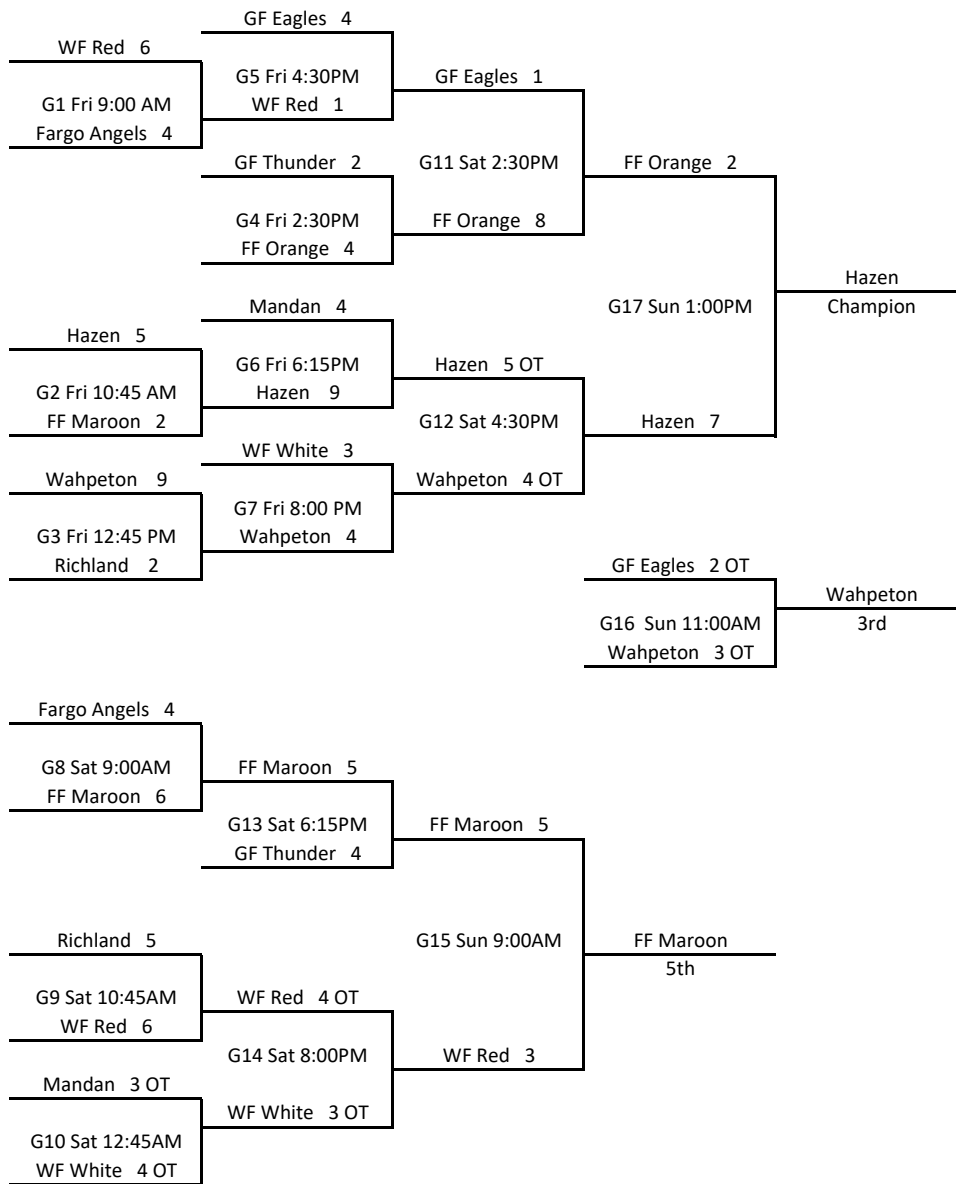 GF Eagles 4
WF Red 6
G5 Fri 4:30PM
GF Eagles 1
G1 Fri 9:00 AM
WF Red 1
Fargo Angels 4
GF Thunder 2
G11 Sat 2:30PM
FF Orange 2
G4 Fri 2:30PM
FF Orange 8
FF Orange 4
Hazen
Mandan 4
G17 Sun 1:00PM
Champion
Hazen 5
G6 Fri 6:15PM
Hazen 5 OT
G2 Fri 10:45 AM
Hazen 9
FF Maroon 2
G12 Sat 4:30PM
Hazen 7
WF White 3
Wahpeton 9
Wahpeton 4 OT
G7 Fri 8:00 PM
G3 Fri 12:45 PM
Wahpeton 4
Richland 2
GF Eagles 2 OT
Wahpeton
G16 Sun 11:00AM
3rd
Wahpeton 3 OT
Fargo Angels 4
G8 Sat 9:00AM
FF Maroon 5
FF Maroon 6
G13 Sat 6:15PM
FF Maroon 5
GF Thunder 4
Richland 5
G15 Sun 9:00AM
FF Maroon
5th
G9 Sat 10:45AM
WF Red 4 OT
WF Red 6
G14 Sat 8:00PM
WF Red 3
Mandan 3 OT
WF White 3 OT
G10 Sat 12:45AM
WF White 4 OT